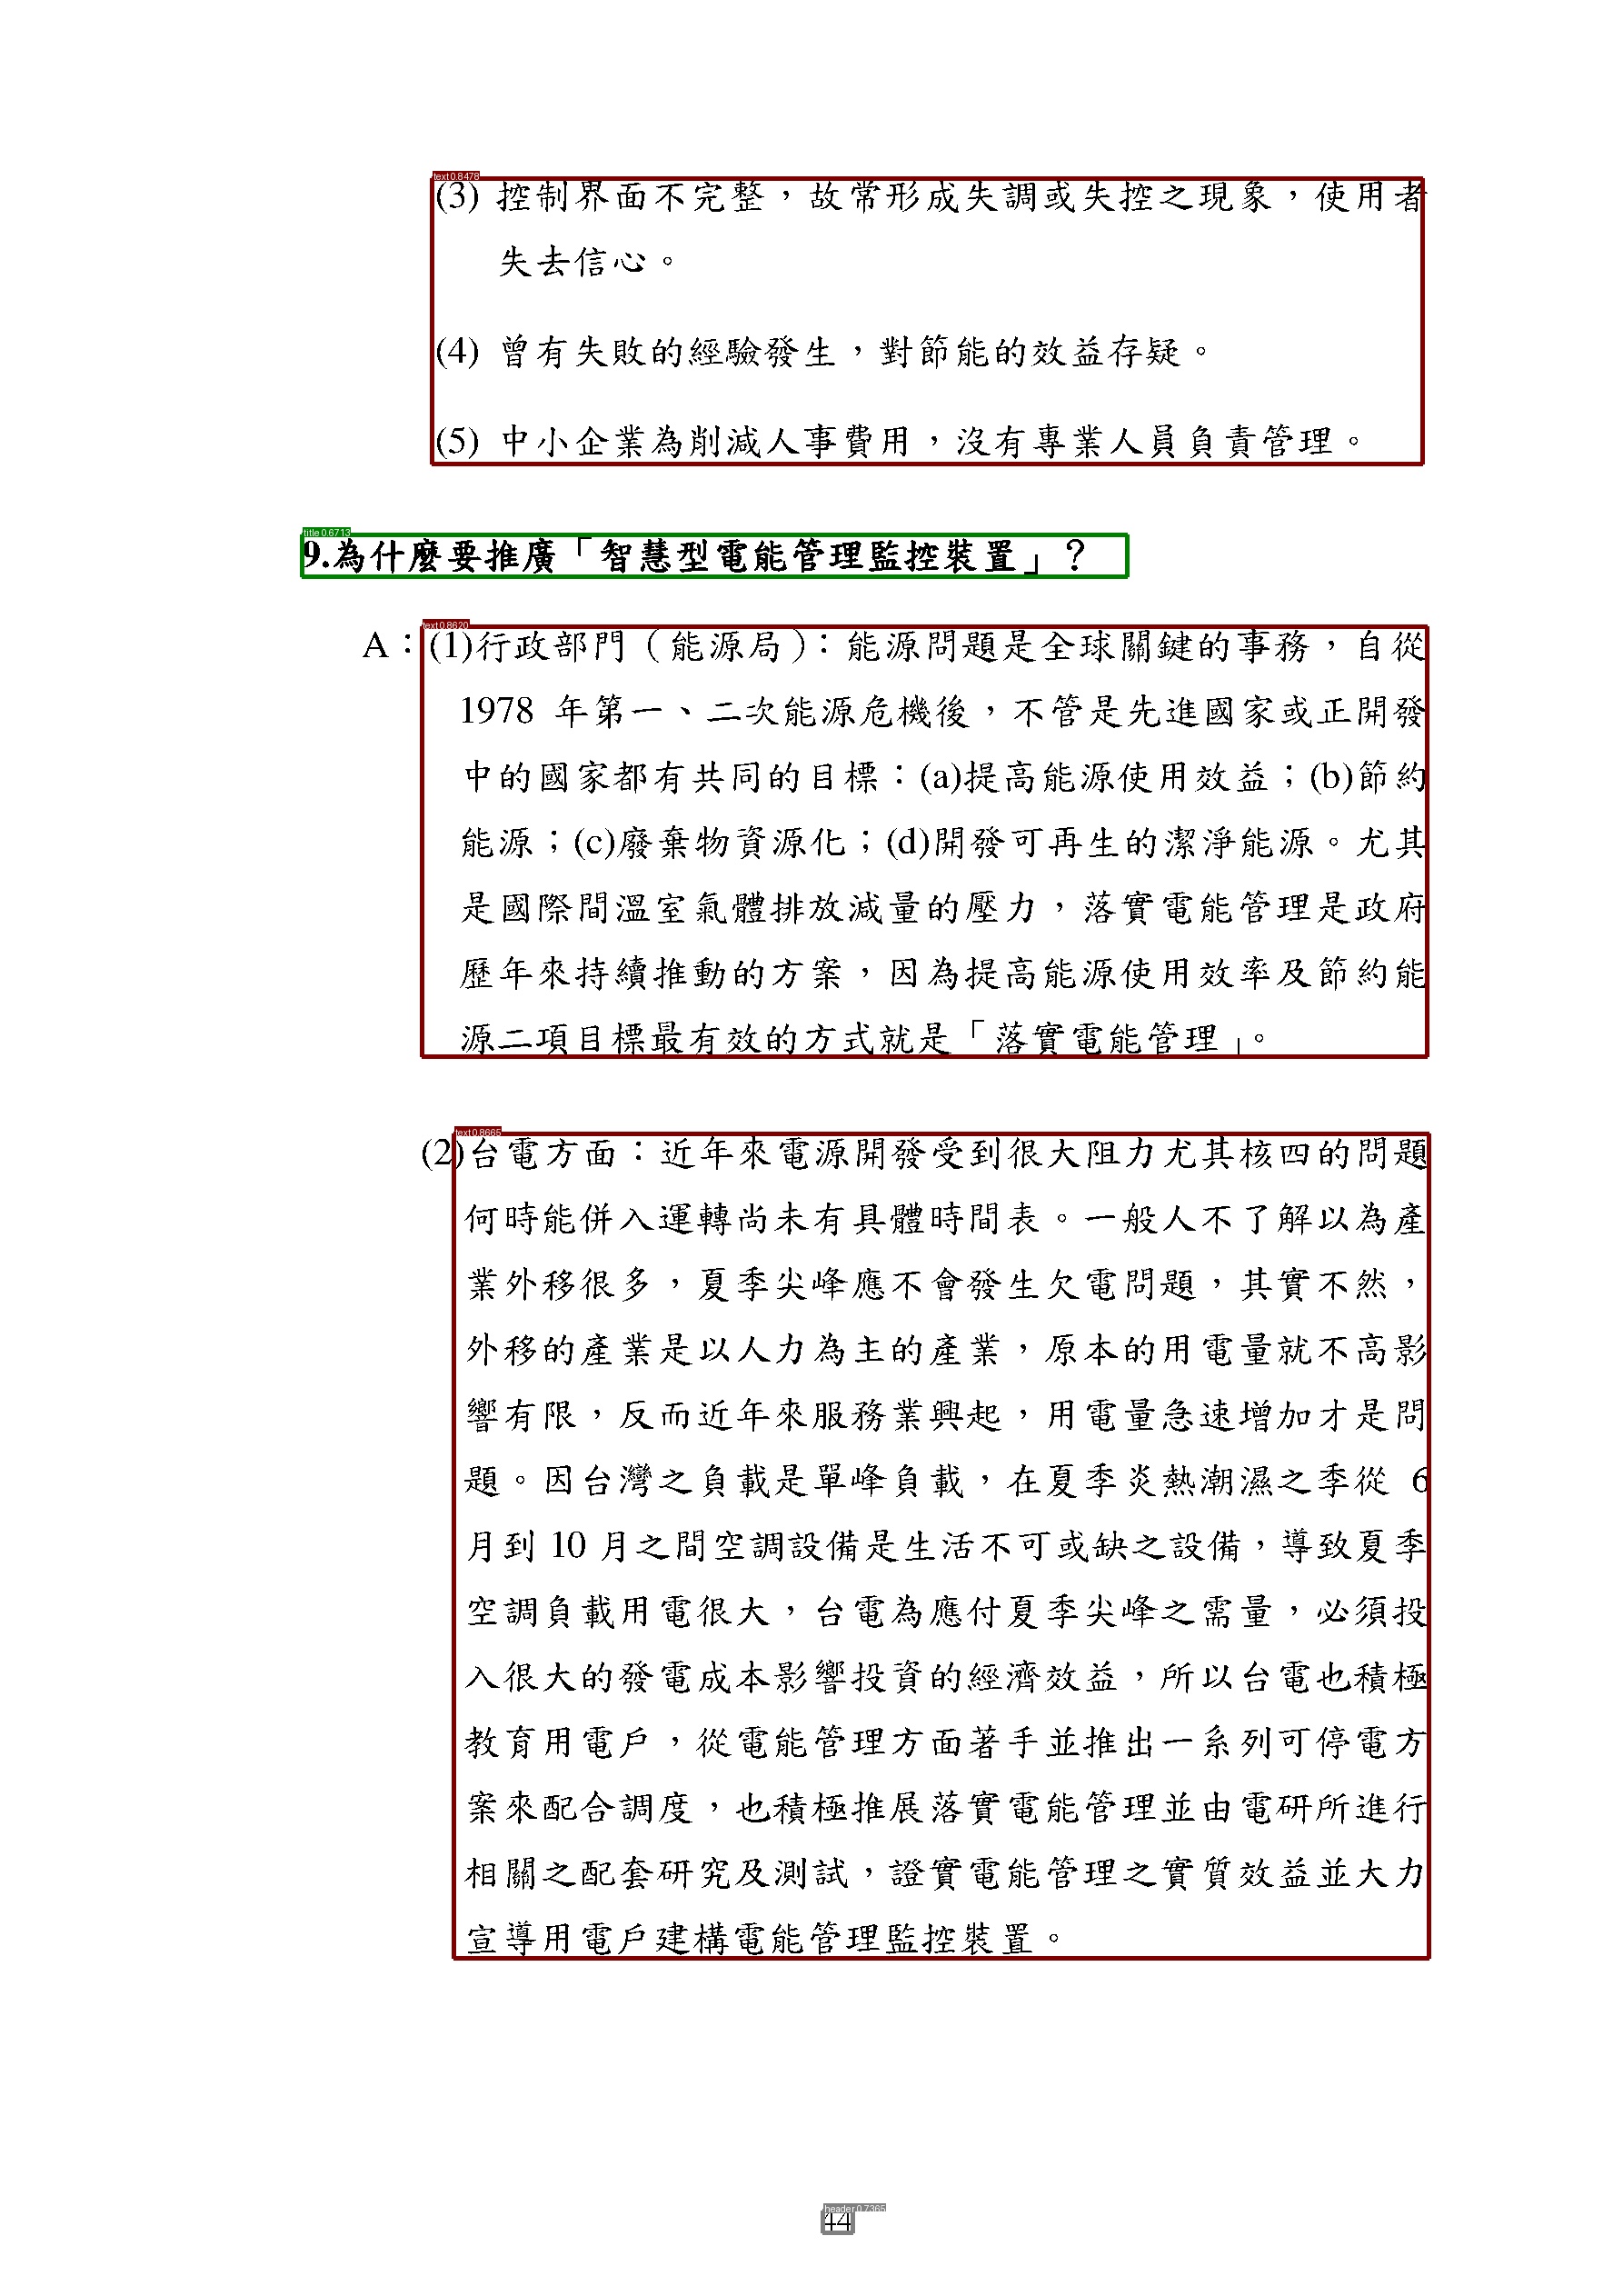 text 0.8478
(3) 控制界面不完整，故常形成失調或失控之現象，使用者
失去信心。
(4) 曾有失敗的經驗發生，對節能的效益存疑。
(5) 中小企業為削減人事費用，沒有專業人員負責管理。
title 0.6713
9.為什麼要推廣「智慧型電能管理監控裝置」？
text 0.8620
A：(1)行政部門（能源局）：能源問題是全球關鍵的事務，自從
1978 年第一、二次能源危機後，不管是先進國家或正開發
中的國家都有共同的目標：(a)提高能源使用效益；(b)節約
能源；(c)廢棄物資源化；(d)開發可再生的潔淨能源。尤其
是國際間溫室氣體排放減量的壓力，落實電能管理是政府
歷年來持續推動的方案，因為提高能源使用效率及節約能
源二項目標最有效的方式就是「落實電能管理」。
text 0.8665
(2)台電方面：近年來電源開發受到很大阻力尤其核四的問題
何時能併入運轉尚未有具體時間表。一般人不了解以為產
業外移很多，夏季尖峰應不會發生欠電問題，其實不然，
外移的產業是以人力為主的產業，原本的用電量就不高影
響有限，反而近年來服務業興起，用電量急速增加才是問
題。因台灣之負載是單峰負載，在夏季炎熱潮濕之季從 6
月到 10 月之間空調設備是生活不可或缺之設備，導致夏季
空調負載用電很大，台電為應付夏季尖峰之需量，必須投
入很大的發電成本影響投資的經濟效益，所以台電也積極
教育用電戶，從電能管理方面著手並推出一系列可停電方
案來配合調度，也積極推展落實電能管理並由電研所進行
相關之配套研究及測試，證實電能管理之實質效益並大力
宣導用電戶建構電能管理監控裝置。
header 0.7365
44